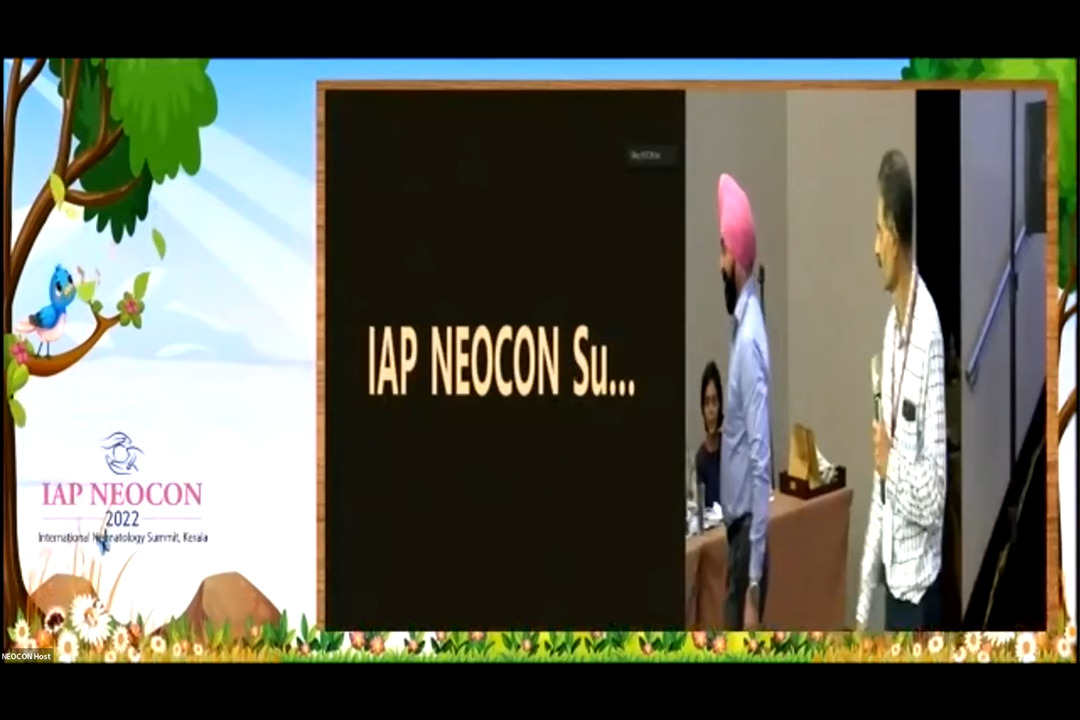 IAP NEOCON Su...
IAP NEOCON
2022
International Neonatology Summit, Kerala
NEOCON Host